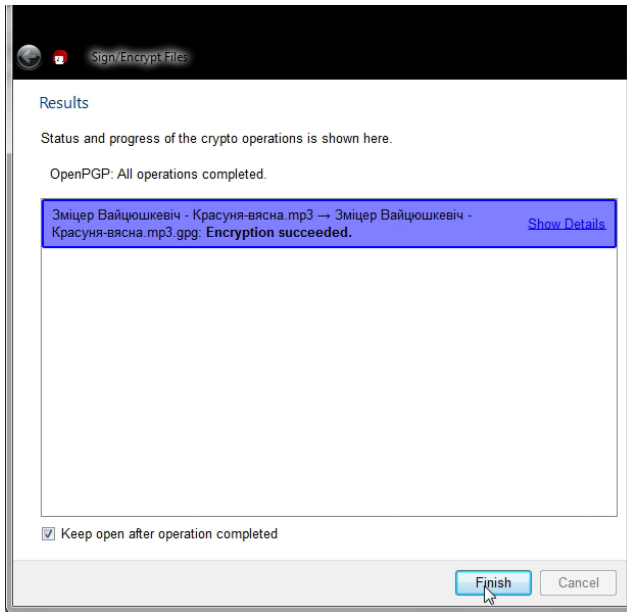 Sign/Encrypt Files
Results
Status and progress of the crypto operations is shown here.
OpenPGP: All operations completed.
Зміцер Вайцюшкевіч - Красуня-вясна.mp3 → Зміцер Вайцюшкевіч -
Красуня-вясна.mp3.gpg: Encryption succeeded.
Show Details
Keep open after operation completed
Finish
Cancel